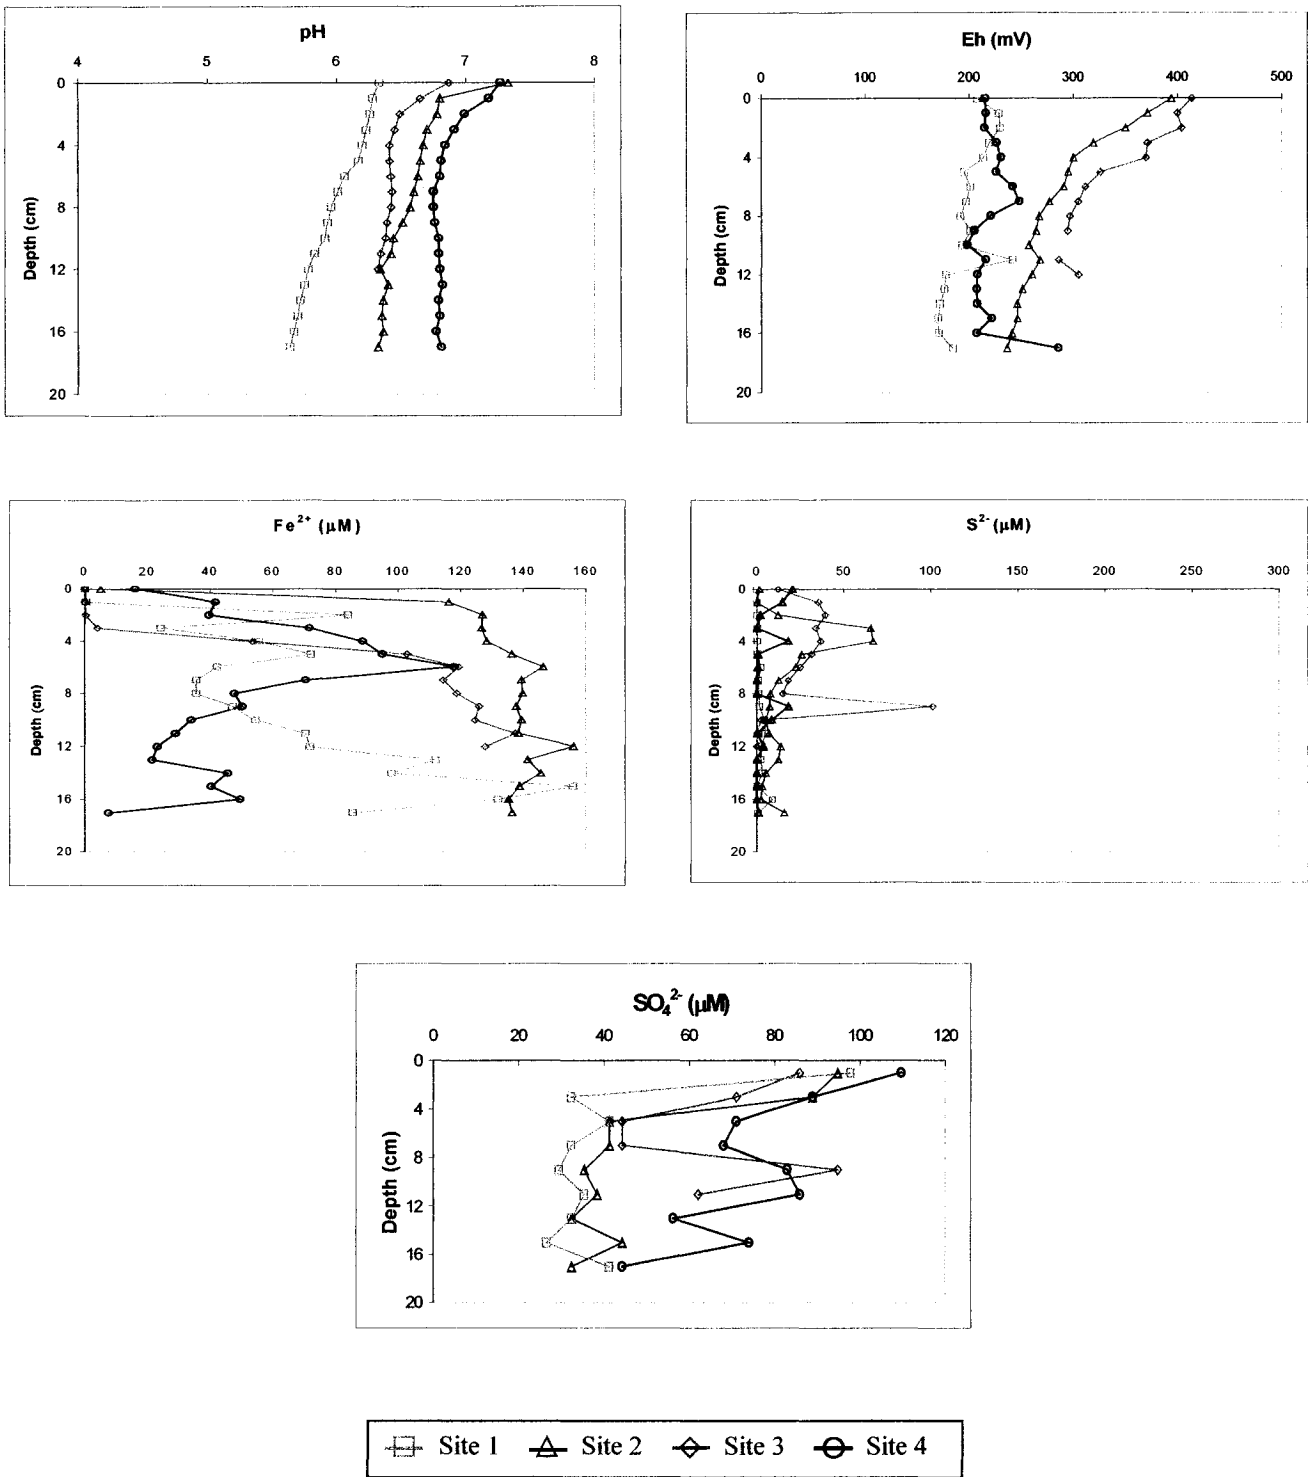 pH
4 5 6 7 8
0
4
8
12
16
20
Depth (cm)
Eh (mV)
0 100 200 300 400 500
0
4
8
12
16
20
Depth (cm)
Fe²⁺ (µM)
0 20 40 60 80 100 120 140 160
0
4
8
12
16
20
Depth (cm)
S²⁻ (µM)
0 50 100 150 200 250 300
0
4
8
12
16
20
Depth (cm)
SO₄²⁻ (µM)
0 20 40 60 80 100 120
0
4
8
12
16
20
Depth (cm)
Site 1 Site 2 Site 3 Site 4